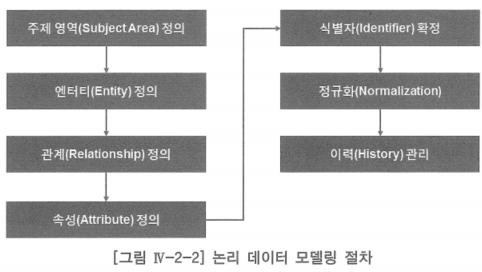 주제 영역(Subject Area) 정의
엔터티(Entity) 정의
관계(Relationship) 정의
속성(Attribute) 정의
식별자(Identifier) 확정
정규화(Normalization)
이력(History) 관리
[그림 Ⅳ-2-2] 논리 데이터 모델링 절차